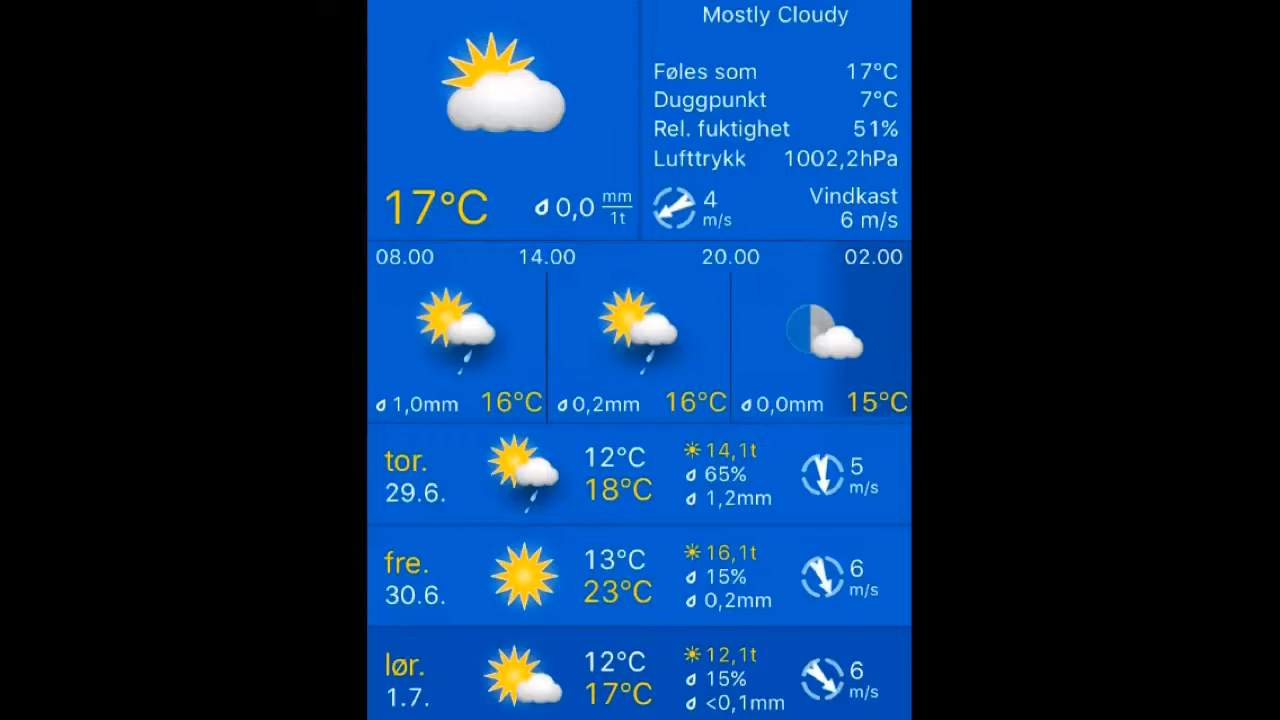 Mostly Cloudy
Føles som 17°C
Duggpunkt 7°C
Rel. fuktighet 51%
Lufttrykk 1002,2hPa
17°C 0,0 mm/1t
4 m/s
Vindkast
6 m/s
08.00 14.00 20.00 02.00
1,0mm 16°C 0,2mm 16°C 0,0mm 15°C
tor.
29.6.
12°C
18°C
14,1t
65%
1,2mm
5
m/s
fre.
30.6.
13°C
23°C
16,1t
15%
0,2mm
6
m/s
lør.
1.7.
12°C
17°C
12,1t
15%
<0,1mm
6
m/s